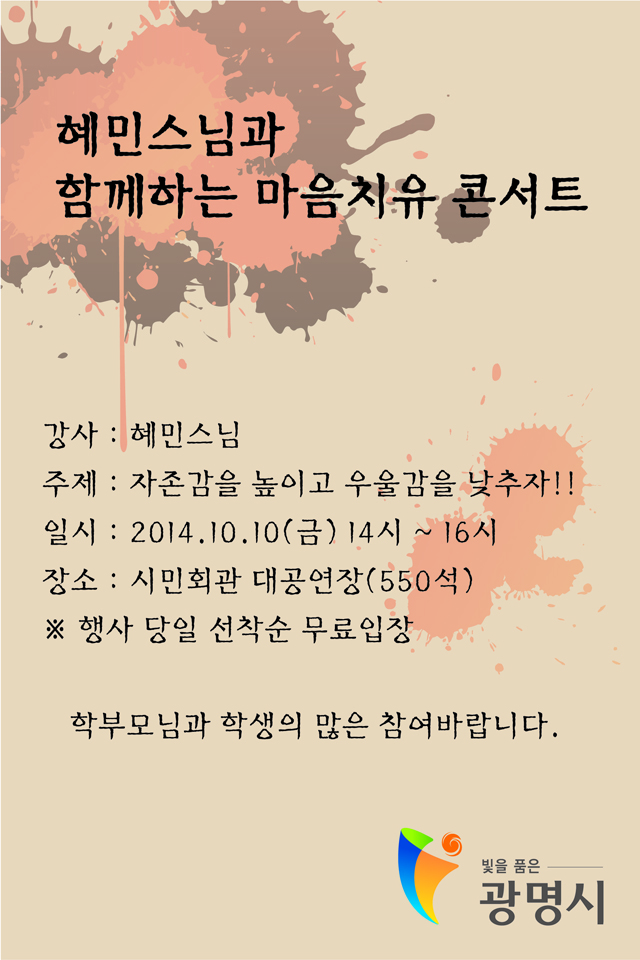 혜민스님과
함께하는 마음치유 콘서트
강사 : 혜민스님
주제 : 자존감을 높이고 우울감을 낮추자!!
일시 : 2014.10.10(금) 14시 ~ 16시
장소 : 시민회관 대공연장(550석)
※ 행사 당일 선착순 무료입장
학부모님과 학생의 많은 참여바랍니다.
빛을 품은
광명시